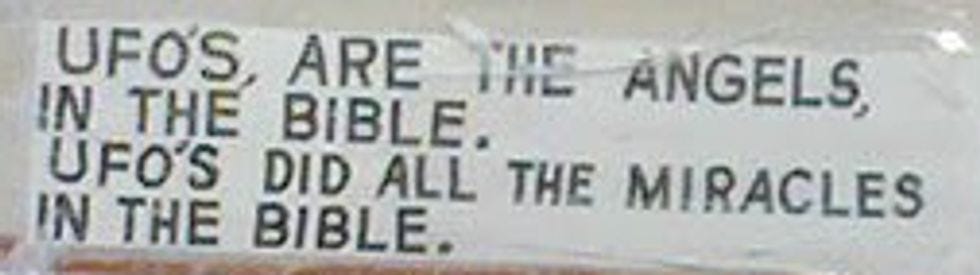 UFO'S, ARE THE ANGELS,
IN THE BIBLE.
UFO'S DID ALL THE MIRACLES
IN THE BIBLE.